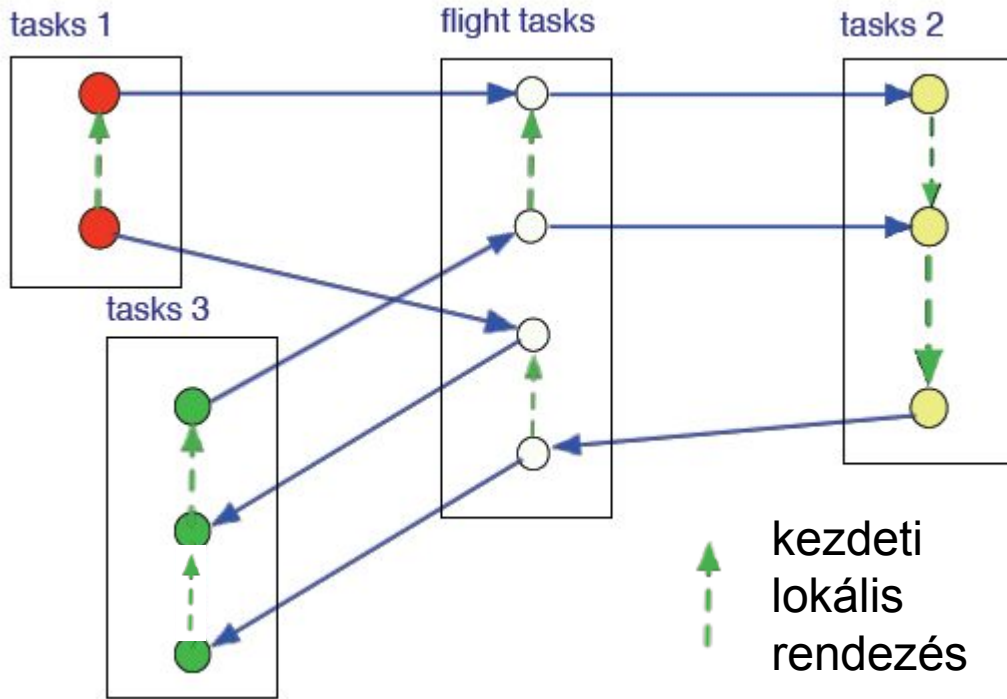 tasks 1
flight tasks
tasks 2
tasks 3
kezdeti
lokális
rendezés